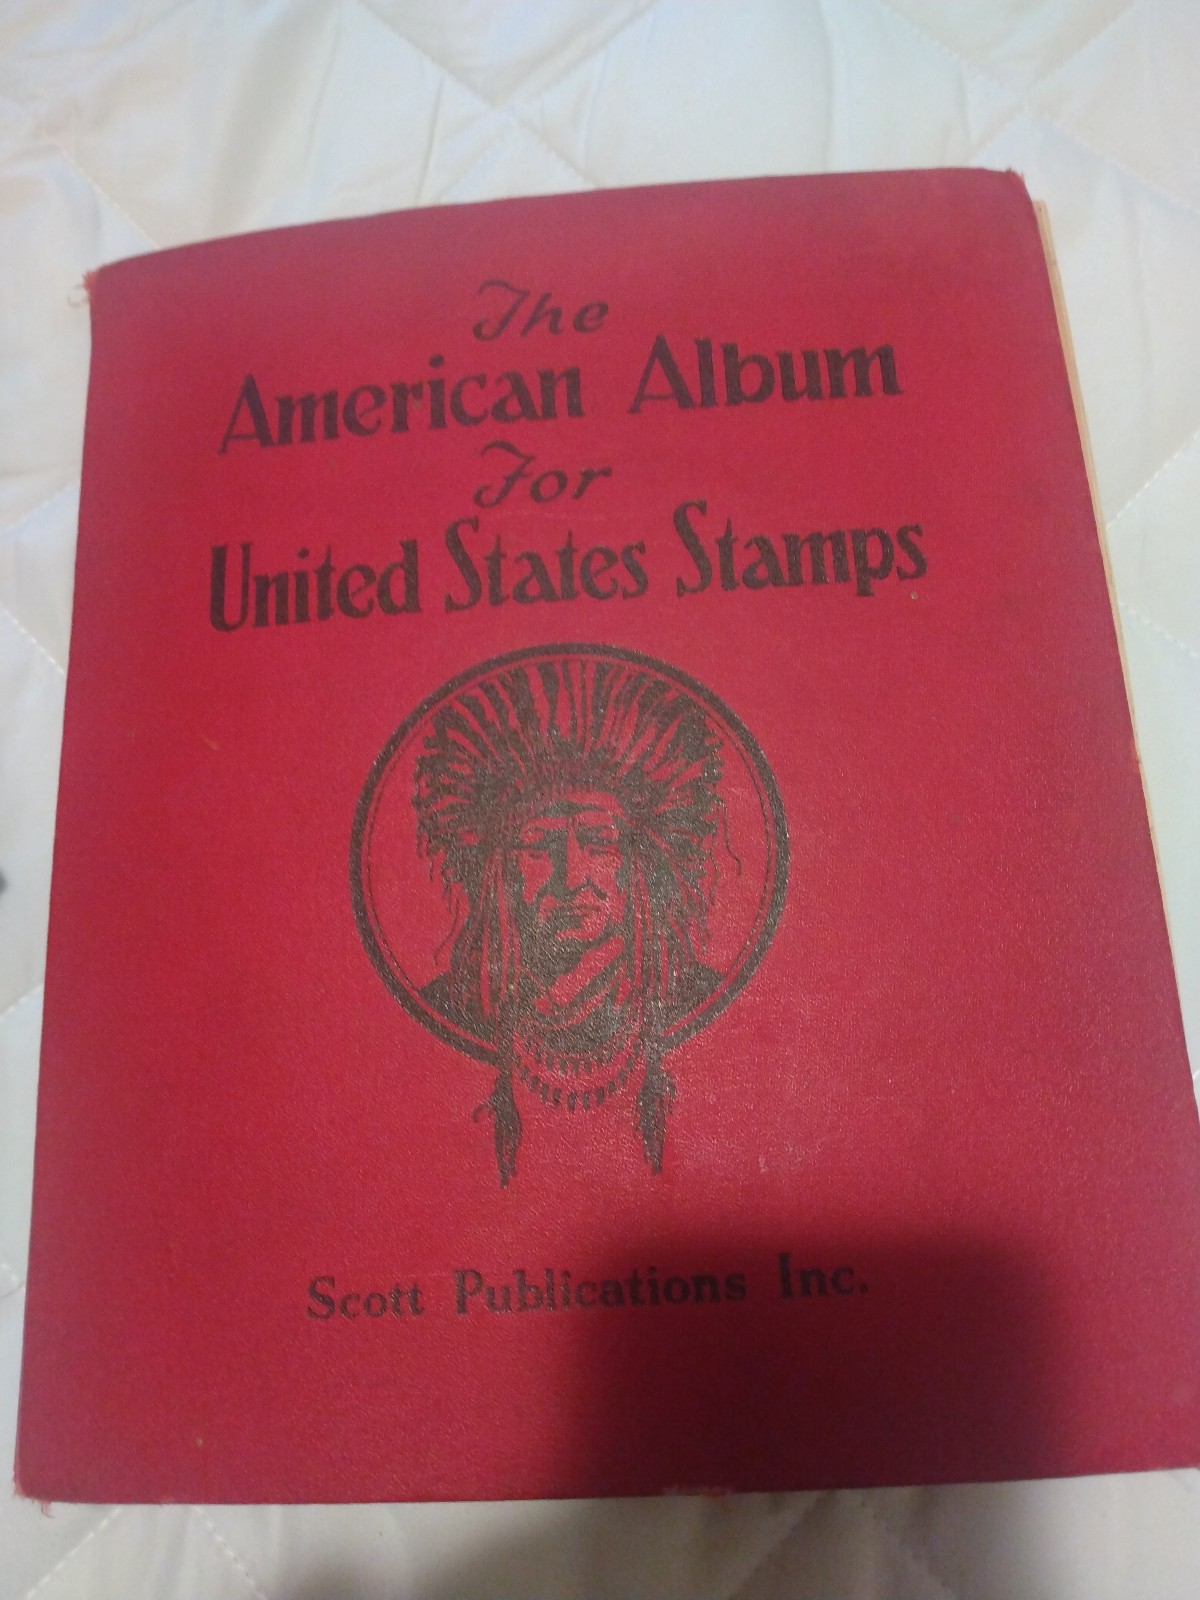 The
American Album
For
United States Stamps
Scott Publications Inc.